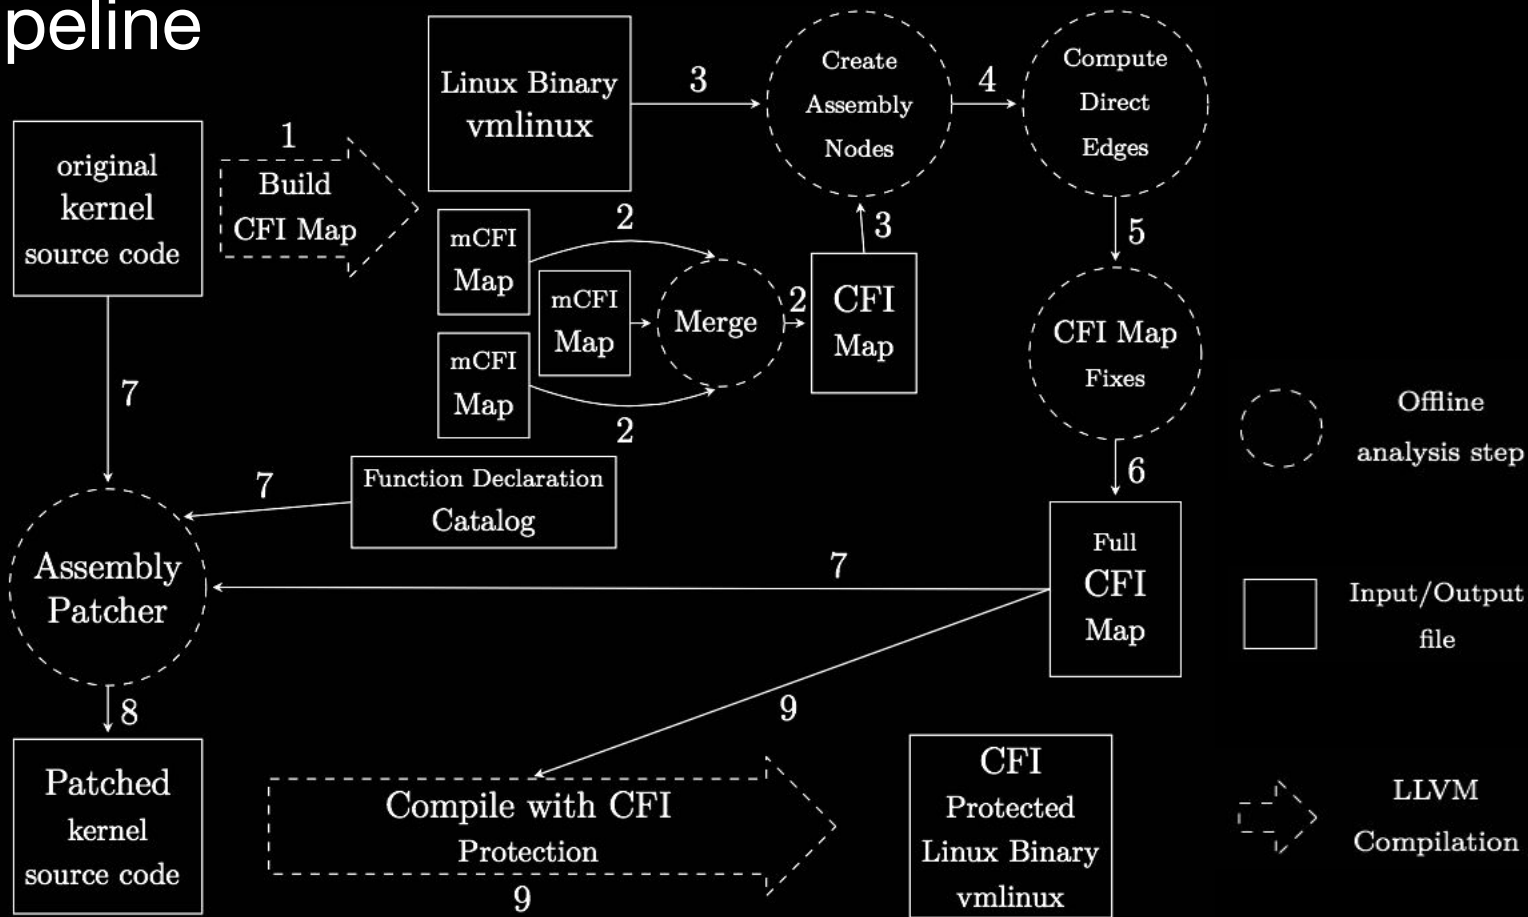 peline
original
kernel
source code
1
Build
CFI Map
Linux Binary
vmlinux
3
Create
Assembly
Nodes
4
Compute
Direct
Edges
mCFI
Map
2
mCFI
Map
mCFI
Map
2
Merge
2
CFI
Map
3
5
CFI Map
Fixes
6
7
Function Declaration
Catalog
7
Assembly
Patcher
7
Full
CFI
Map
8
9
Patched
kernel
source code
Compile with CFI
Protection
9
CFI
Protected
Linux Binary
vmlinux
Offline
analysis step
Input/Output
file
LLVM
Compilation